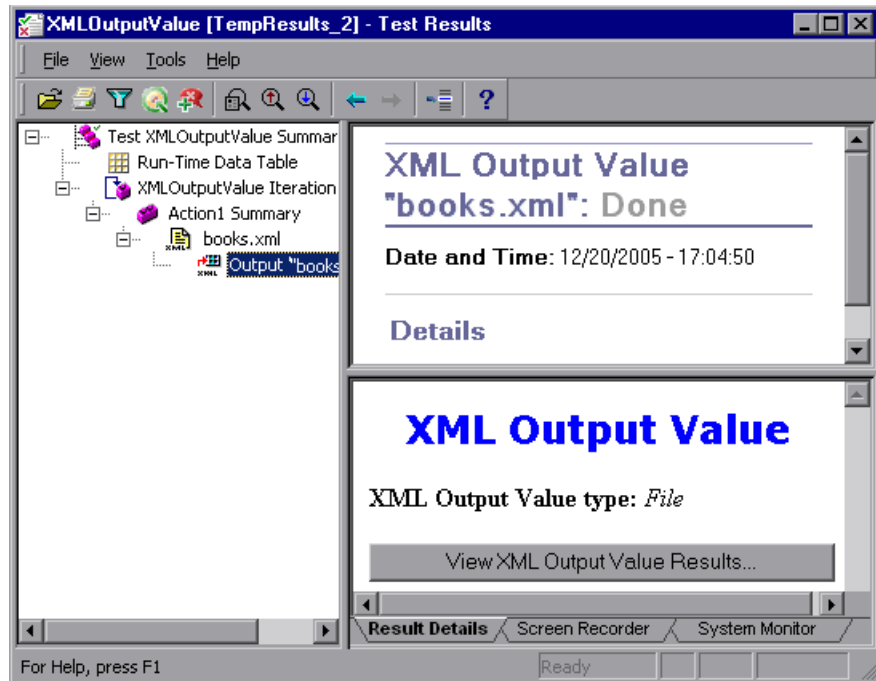 XMLOutputValue [TempResults_2] - Test Results
File View Tools Help
?
Test XMLOutputValue Summar
Run-Time Data Table
XMLOutputValue Iteration
Action1 Summary
XML
books.xml
XML
Output "books
XML Output Value
"books.xml": Done
Date and Time: 12/20/2005 - 17:04:50
Details
XML Output Value
XML Output Value type: File
View XML Output Value Results...
Result Details Screen Recorder System Monitor
For Help, press F1
Ready